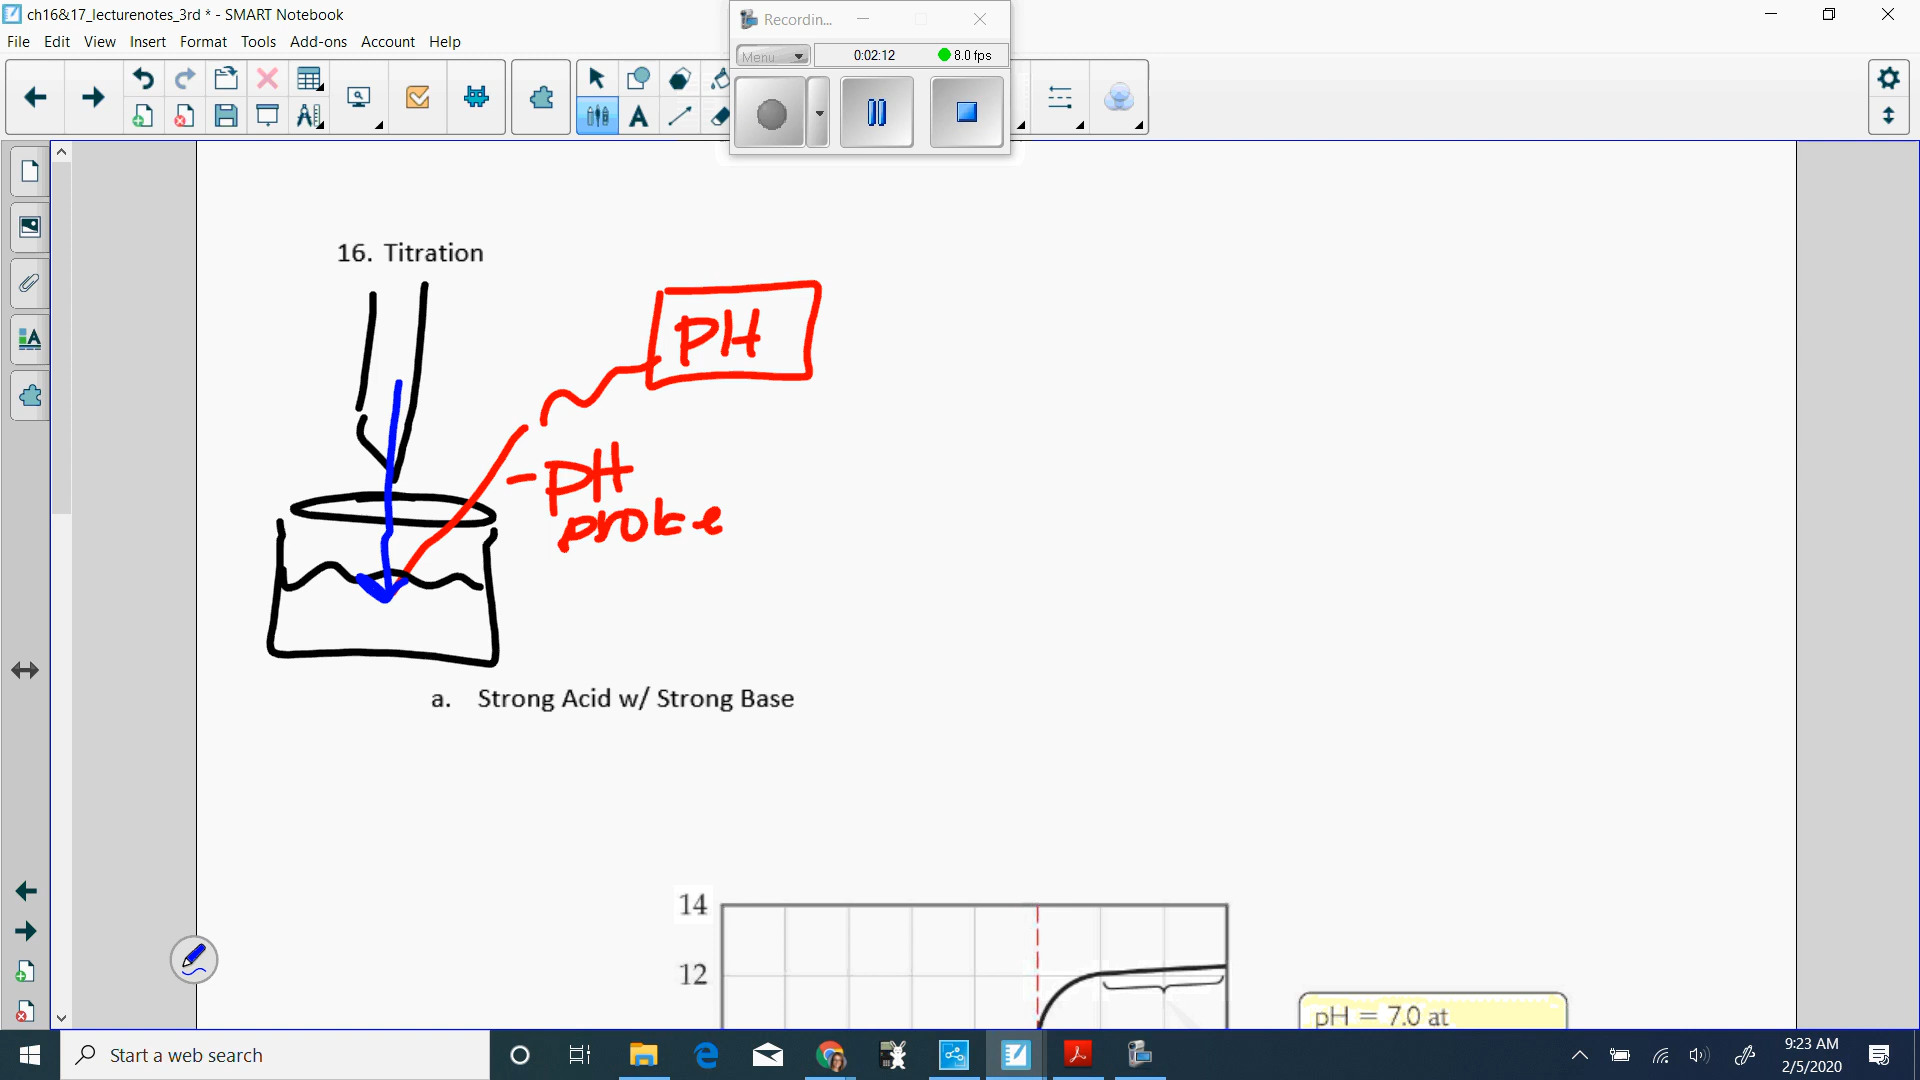 ch16&17_lecturenotes_3rd * - SMART Notebook
Recordin...
File Edit View Insert Format Tools Add-ons Account Help
Menu
0:02:12
8.0 fps
16. Titration
pH
pH
probe
a. Strong Acid w/ Strong Base
14
12
pH = 7.0 at
Start a web search
9:23 AM
2/5/2020